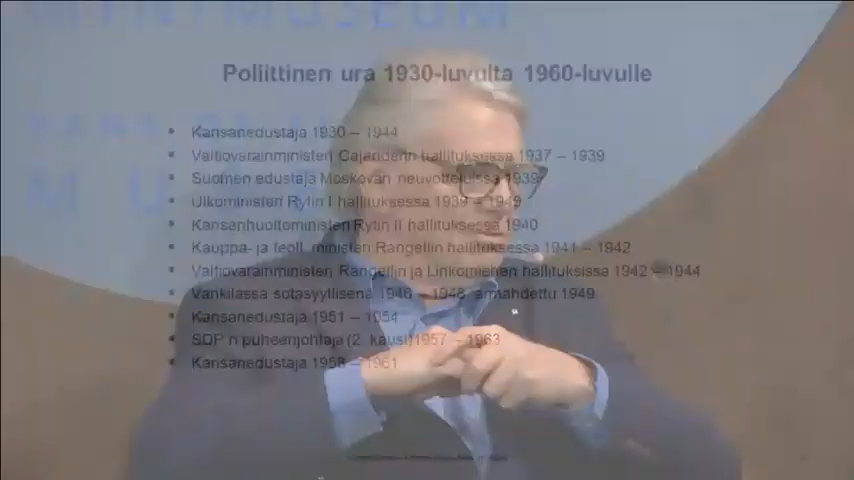 MINTMUSEUM
Poliittinen ura 1930-luvulta 1960-luvulle
Kansanedustaja 1930 – 1944
Valtiovarainministeri Cajanderin hallituksessa 1937 – 1939
Suomen edustaja Moskovan neuvotteluissa 1939
Ulkoministeri Rytin I hallituksessa 1939 – 1940
Kansanhuoltoministeri Rytin II hallituksessa 1940
Kauppa- ja teoll. ministeri Rangellin hallituksessa 1941 – 1942
Valtiovarainministeri Rangellin ja Linkomiehen hallituksissa 1942 – 1944
Vankilassa sotasyyllisenä 1946 – 1948, armahdettu 1949
Kansanedustaja 1951 – 1954
SDP:n puheenjohtaja (2. kausi) 1957 – 1963
Kansanedustaja 1958 – 1961